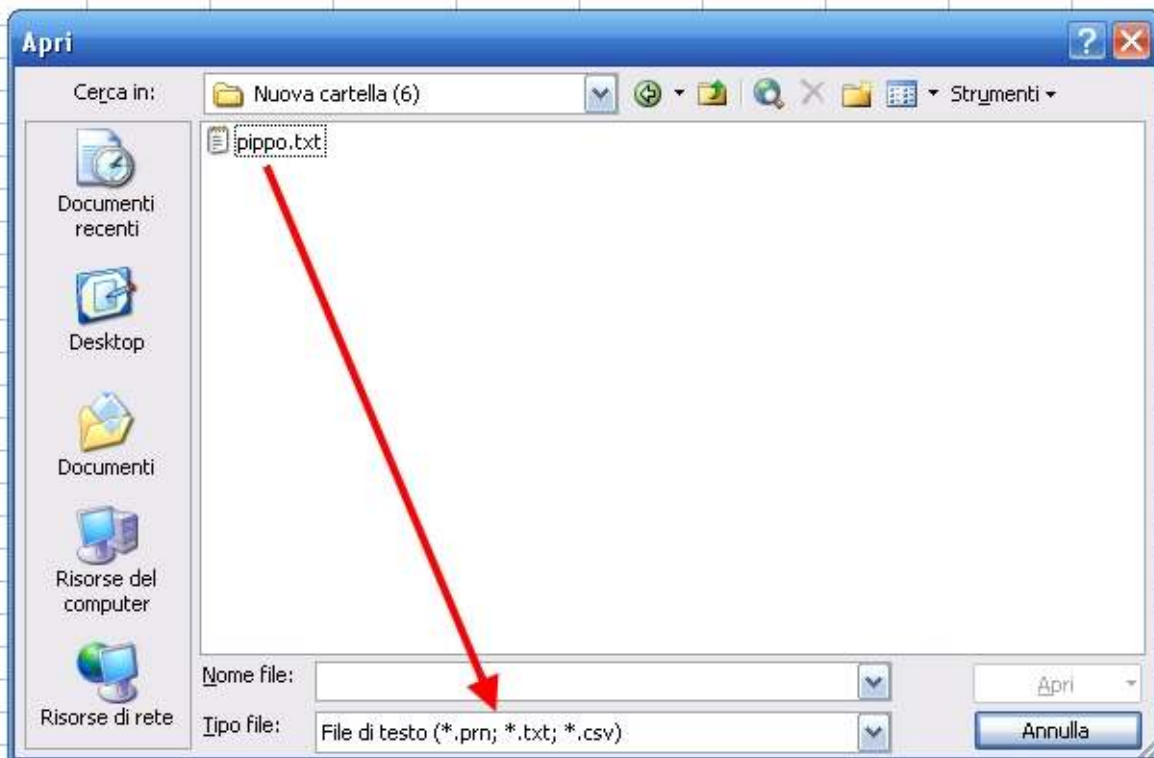 Apri
Cerca in: Nuova cartella (6) Strumenti
pippo.txt
Documenti
recenti
Desktop
Documenti
Risorse del
computer
Risorse di rete
Nome file: Apri
Tipo file: File di testo (*.prn; *.txt; *.csv) Annulla